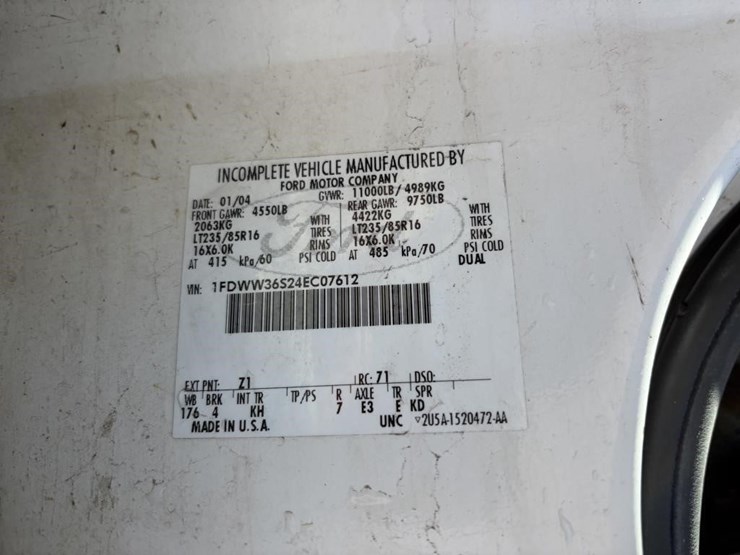 INCOMPLETE VEHICLE MANUFACTURED BY
FORD MOTOR COMPANY
DATE: 01/04 GVWR: 11000LB/ 4989KG
FRONT GAWR: 4550LB REAR GAWR: 9750LB
2063KG WITH 4422KG WITH
LT235/85R16 TIRES LT235/85R16 TIRES
16X6.0K RIMS 16X6.0K RIMS
AT 415 kPa/60 PSI COLD AT 485 kPa/70 PSI COLD
DUAL
VIN: 1FDWW36S24EC07612
EXT PNT: Z1 RC: 71 DSO:
WB BRK INT TR TP/PS R AXLE TR SPR
176 4 KH 7 E3 E KD
MADE IN U.S.A. UNC 2U5A-1520472-AA